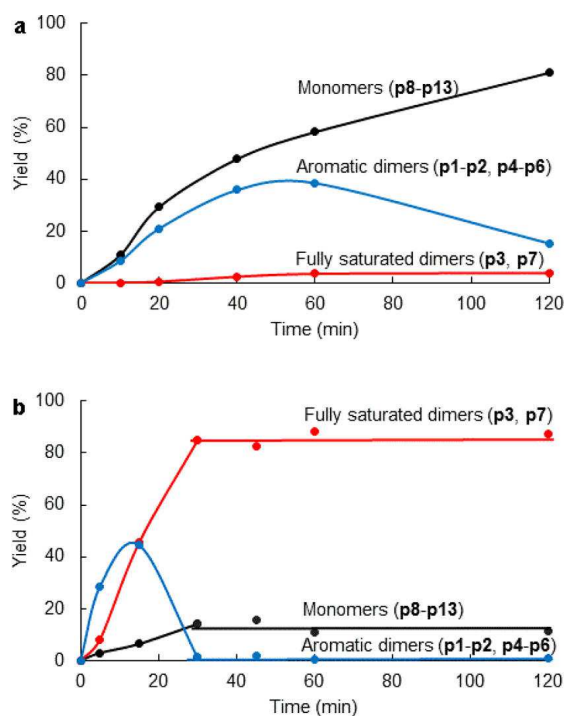 a
100
80
60
40
20
0
Yield (%)
Monomers (p8-p13)
Aromatic dimers (p1-p2, p4-p6)
Fully saturated dimers (p3, p7)
0 20 40 60 80 100 120
Time (min)
b
100
80
60
40
20
0
Yield (%)
Fully saturated dimers (p3, p7)
Monomers (p8-p13)
Aromatic dimers (p1-p2, p4-p6)
0 20 40 60 80 100 120
Time (min)